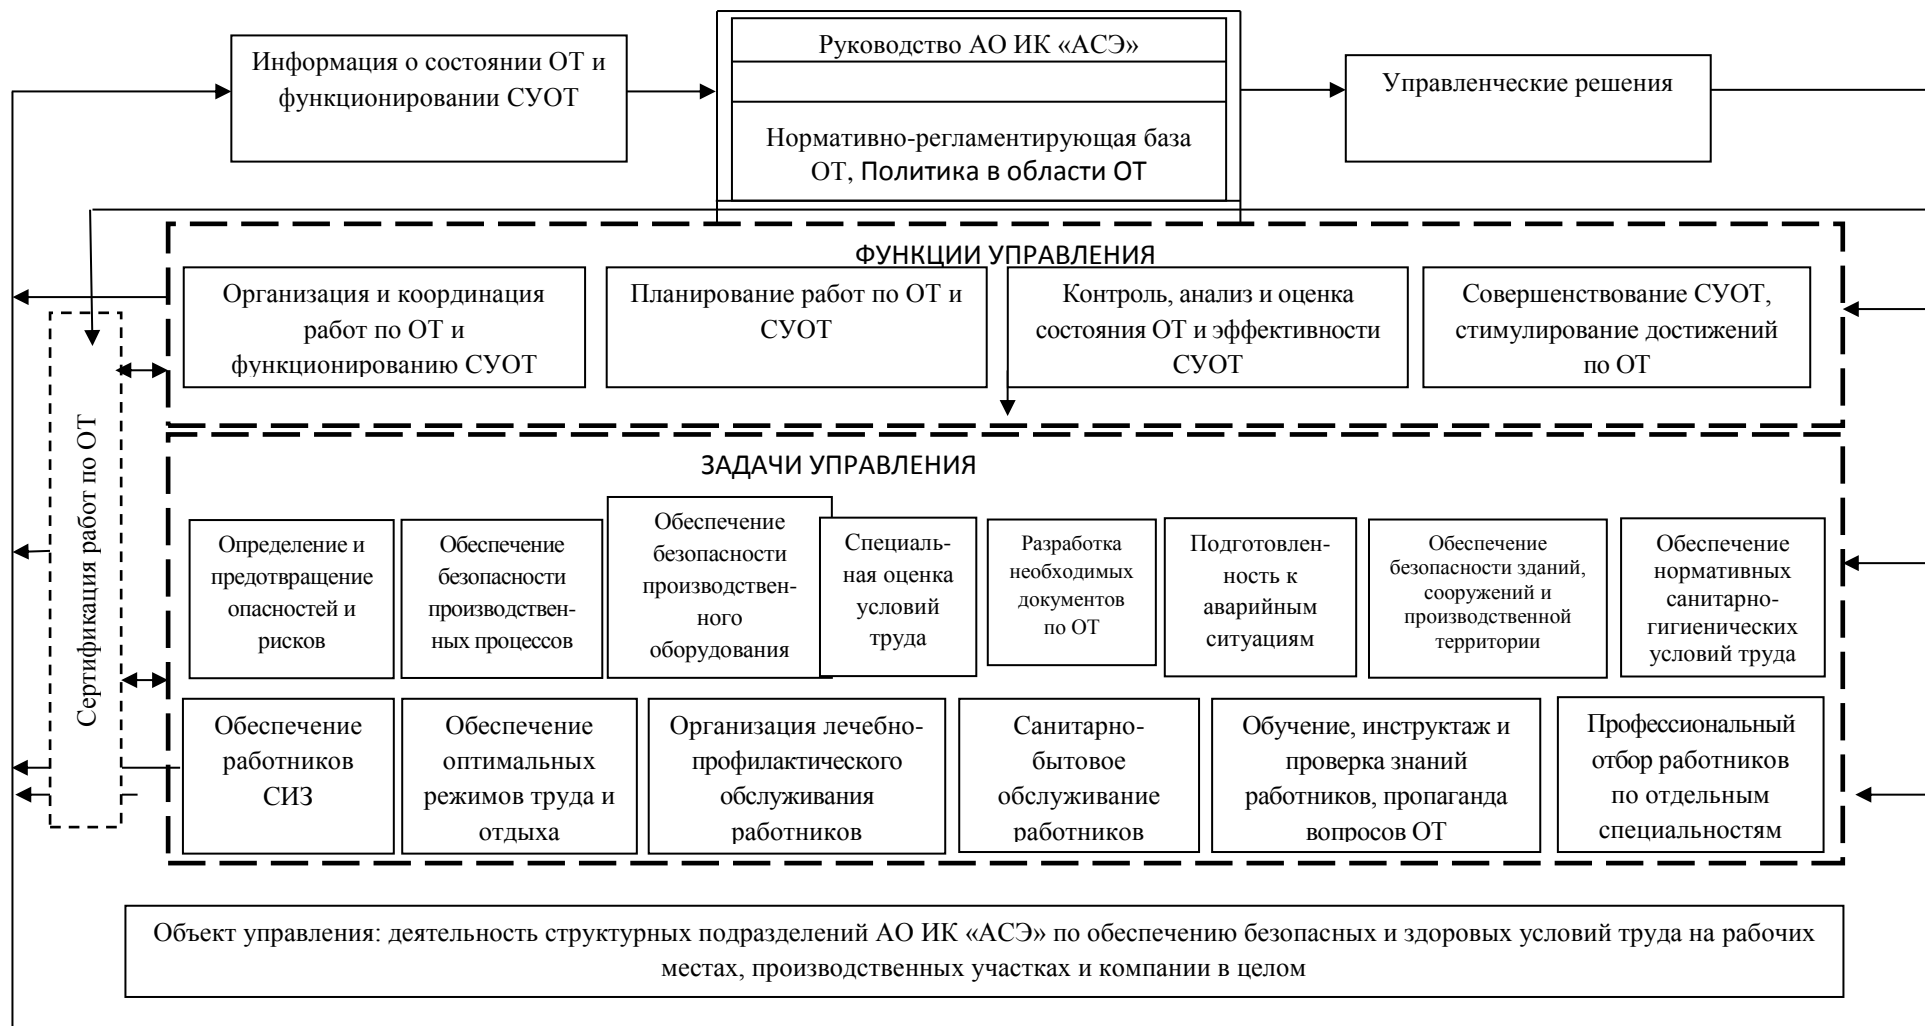 Информация о состоянии ОТ и
функционировании СУОТ
Руководство АО ИК «АСЭ»
Нормативно-регламентирующая база
ОТ, Политика в области ОТ
Управленческие решения
ФУНКЦИИ УПРАВЛЕНИЯ
Организация и координация
работ по ОТ и
функционированию СУОТ
Планирование работ по ОТ и
СУОТ
Контроль, анализ и оценка
состояния ОТ и эффективности
СУОТ
Совершенствование СУОТ,
стимулирование достижений
по ОТ
Сертификация работ по ОТ
ЗАДАЧИ УПРАВЛЕНИЯ
Определение и
предотвращение
опасностей и
рисков
Обеспечение
безопасности
производствен-
ных процессов
Обеспечение
безопасности
производствен-
ного
оборудования
Специаль-
ная оценка
условий
труда
Разработка
необходимых
документов
по ОТ
Подготовлен-
ность к
аварийным
ситуациям
Обеспечение
безопасности зданий,
сооружений и
производственной
территории
Обеспечение
нормативных
санитарно-
гигиенических
условий труда
Обеспечение
работников
СИЗ
Обеспечение
оптимальных
режимов труда и
отдыха
Организация лечебно-
профилактического
обслуживания
работников
Санитарно-
бытовое
обслуживание
работников
Обучение, инструктаж и
проверка знаний
работников, пропаганда
вопросов ОТ
Профессиональный
отбор работников
по отдельным
специальностям
Объект управления: деятельность структурных подразделений АО ИК «АСЭ» по обеспечению безопасных и здоровых условий труда на рабочих
местах, производственных участках и компании в целом